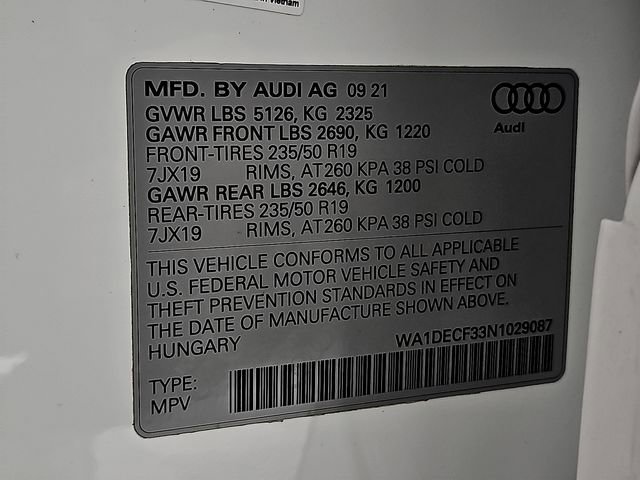 in Vietnam
MFD. BY AUDI AG 09 21
GVWR LBS 5126, KG 2325
GAWR FRONT LBS 2690, KG 1220
FRONT-TIRES 235/50 R19
7JX19 RIMS, AT 260 KPA 38 PSI COLD
GAWR REAR LBS 2646, KG 1200
REAR-TIRES 235/50 R19
7JX19 RIMS, AT 260 KPA 38 PSI COLD
Audi
THIS VEHICLE CONFORMS TO ALL APPLICABLE
U.S. FEDERAL MOTOR VEHICLE SAFETY AND
THEFT PREVENTION STANDARDS IN EFFECT ON
THE DATE OF MANUFACTURE SHOWN ABOVE.
HUNGARY
WA1DECF33N1029087
TYPE:
MPV